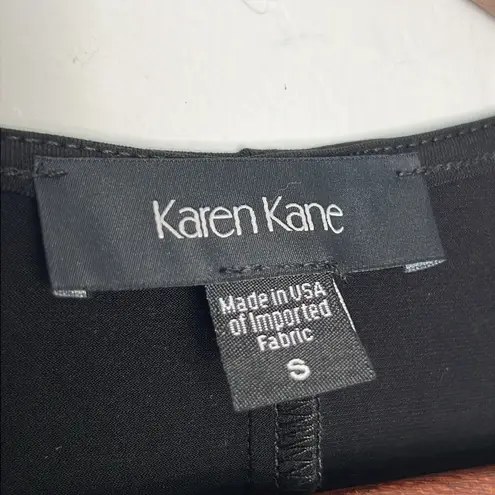 Karen Kane
Made in USA
of Imported
Fabric
S